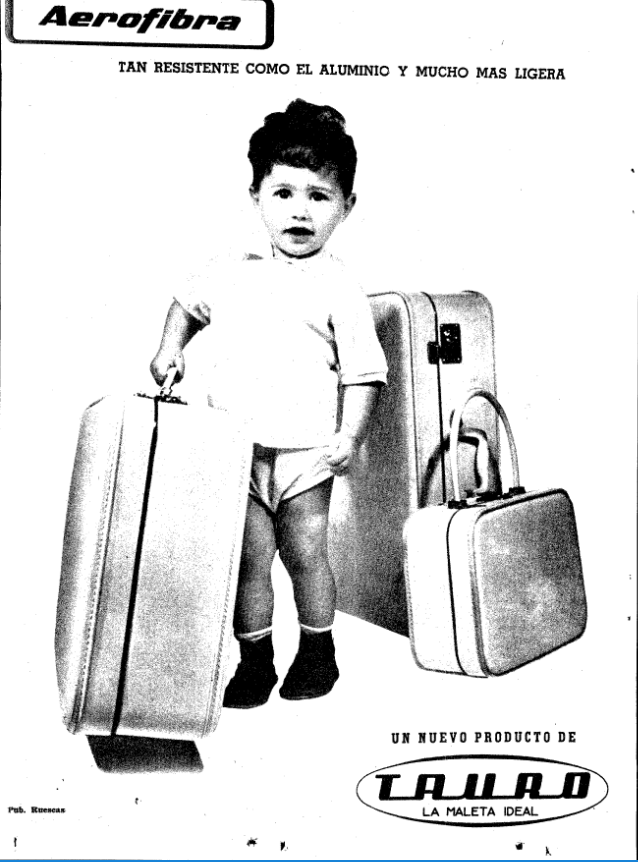 Aerofibra
TAN RESISTENTE COMO EL ALUMINIO Y MUCHO MAS LIGERA
UN NUEVO PRODUCTO DE
TAURO
LA MALETA IDEAL
Pub. Ruescas